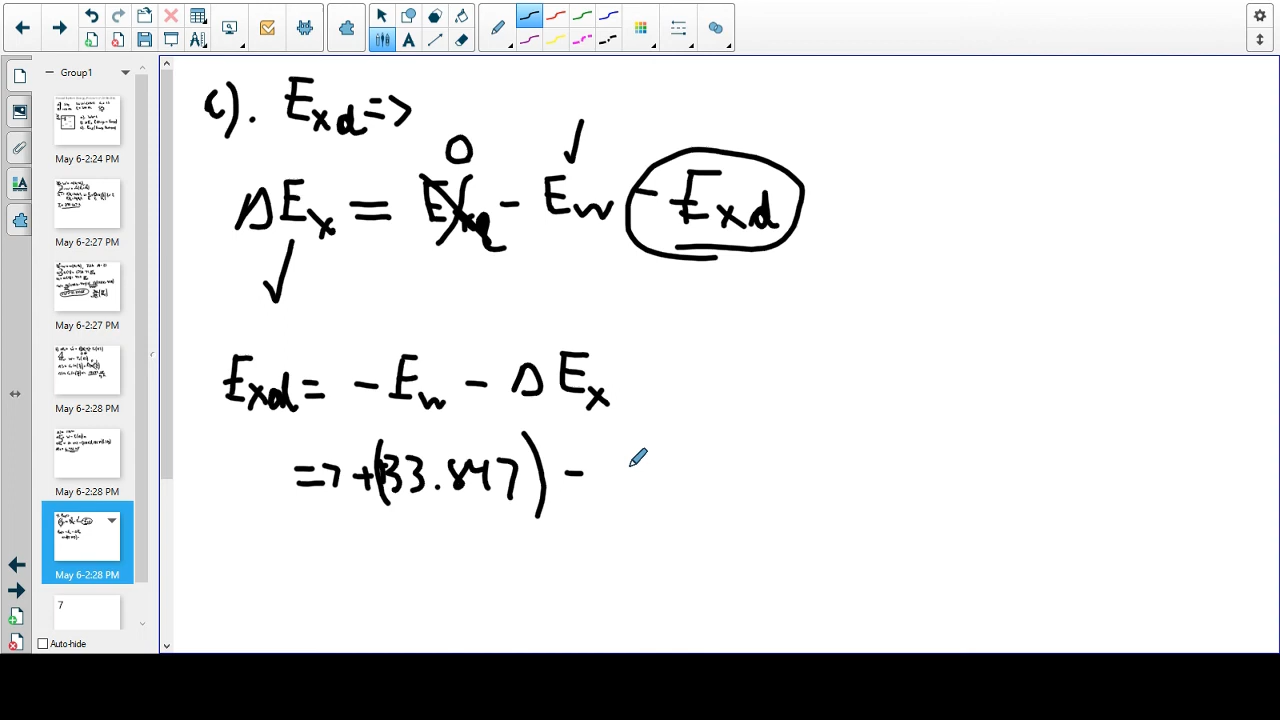 Group1
May 6-2:24 PM
May 6-2:27 PM
May 6-2:27 PM
May 6-2:28 PM
May 6-2:28 PM
May 6-2:28 PM
7
Auto-hide
c). Exd =>
0
ΔEx = Exq - Ew - Exd
Exd = - Ew - ΔEx
=> +(33.847) -